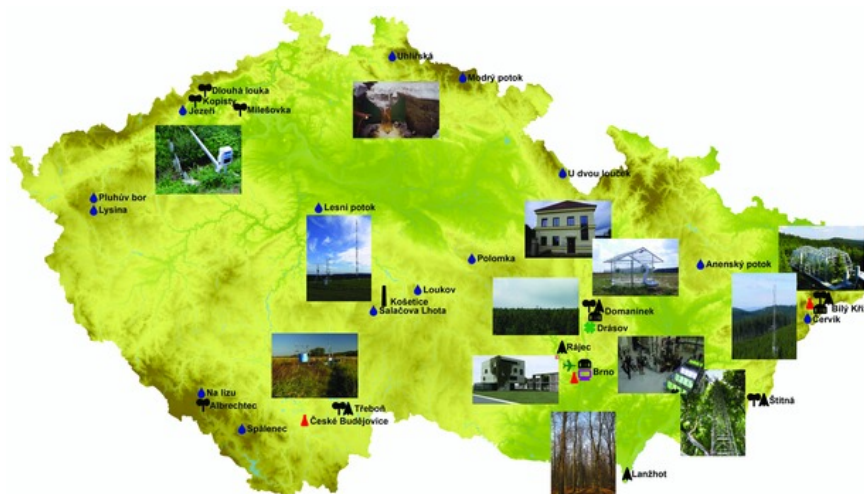 Uhlířská
Modrý potok
Dlouhá louka
Kopisty
Jezeří
Milešovka
U dvou louček
Pluhův bor
Lysina
Lesní potok
Polomka
Anenský potok
Loukov
Košetice
Salačova Lhota
Domanínek
Bílý Kříž
Červík
Drásov
Rájec
Brno
Na lizu
Albrechtec
Třeboň
České Budějovice
Štítná
Spálenec
Lanžhot